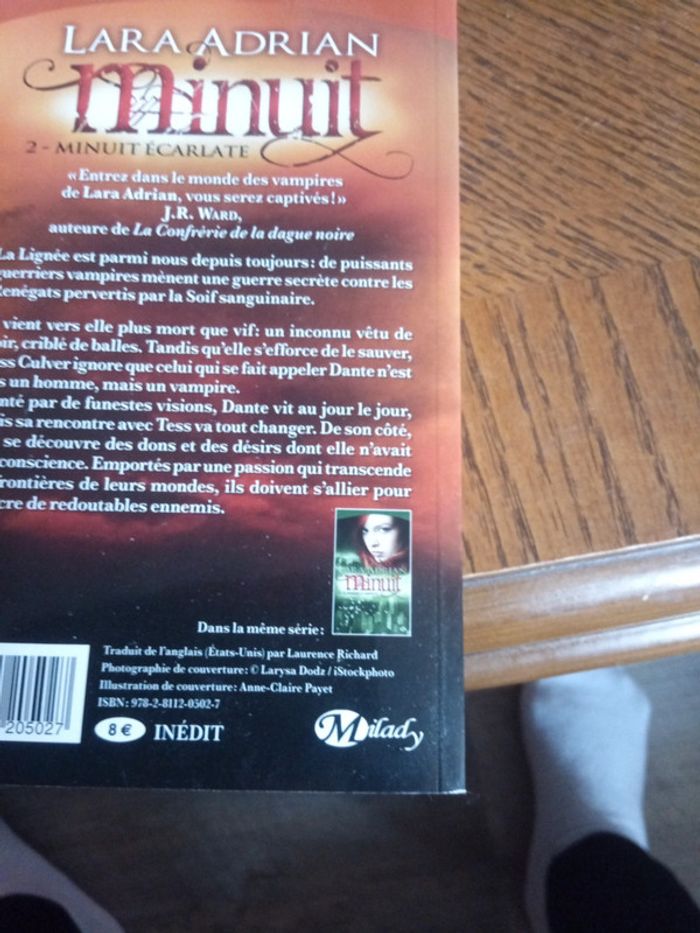 LARA ADRIAN
minuit
2 - MINUIT ÉCARLATE
«Entrez dans le monde des vampires
de Lara Adrian, vous serez captivés!»
J.R. WARD,
auteure de La Confrérie de la dague noire
La Lignée est parmi nous depuis toujours: de puissants
guerriers vampires mènent une guerre secrète contre les
Renégats pervertis par la Soif sanguinaire.
vient vers elle plus mort que vif: un inconnu vêtu de
oir, criblé de balles. Tandis qu'elle s'efforce de le sauver,
ss Culver ignore que celui qui se fait appeler Dante n'est
s un homme, mais un vampire.
nté par de funestes visions, Dante vit au jour le jour,
is sa rencontre avec Tess va tout changer. De son côté,
se découvre des dons et des désirs dont elle n'avait
conscience. Emportés par une passion qui transcende
frontières de leurs mondes, ils doivent s'allier pour
cre de redoutables ennemis.
LARA ADRIAN
minuit
Dans la même série:
Traduit de l'anglais (États-Unis) par Laurence Richard
Photographie de couverture: © Larysa Dodz / iStockphoto
Illustration de couverture: Anne-Claire Payet
ISBN: 978-2-8112-0502-7
205027
8 € INÉDIT
Milady